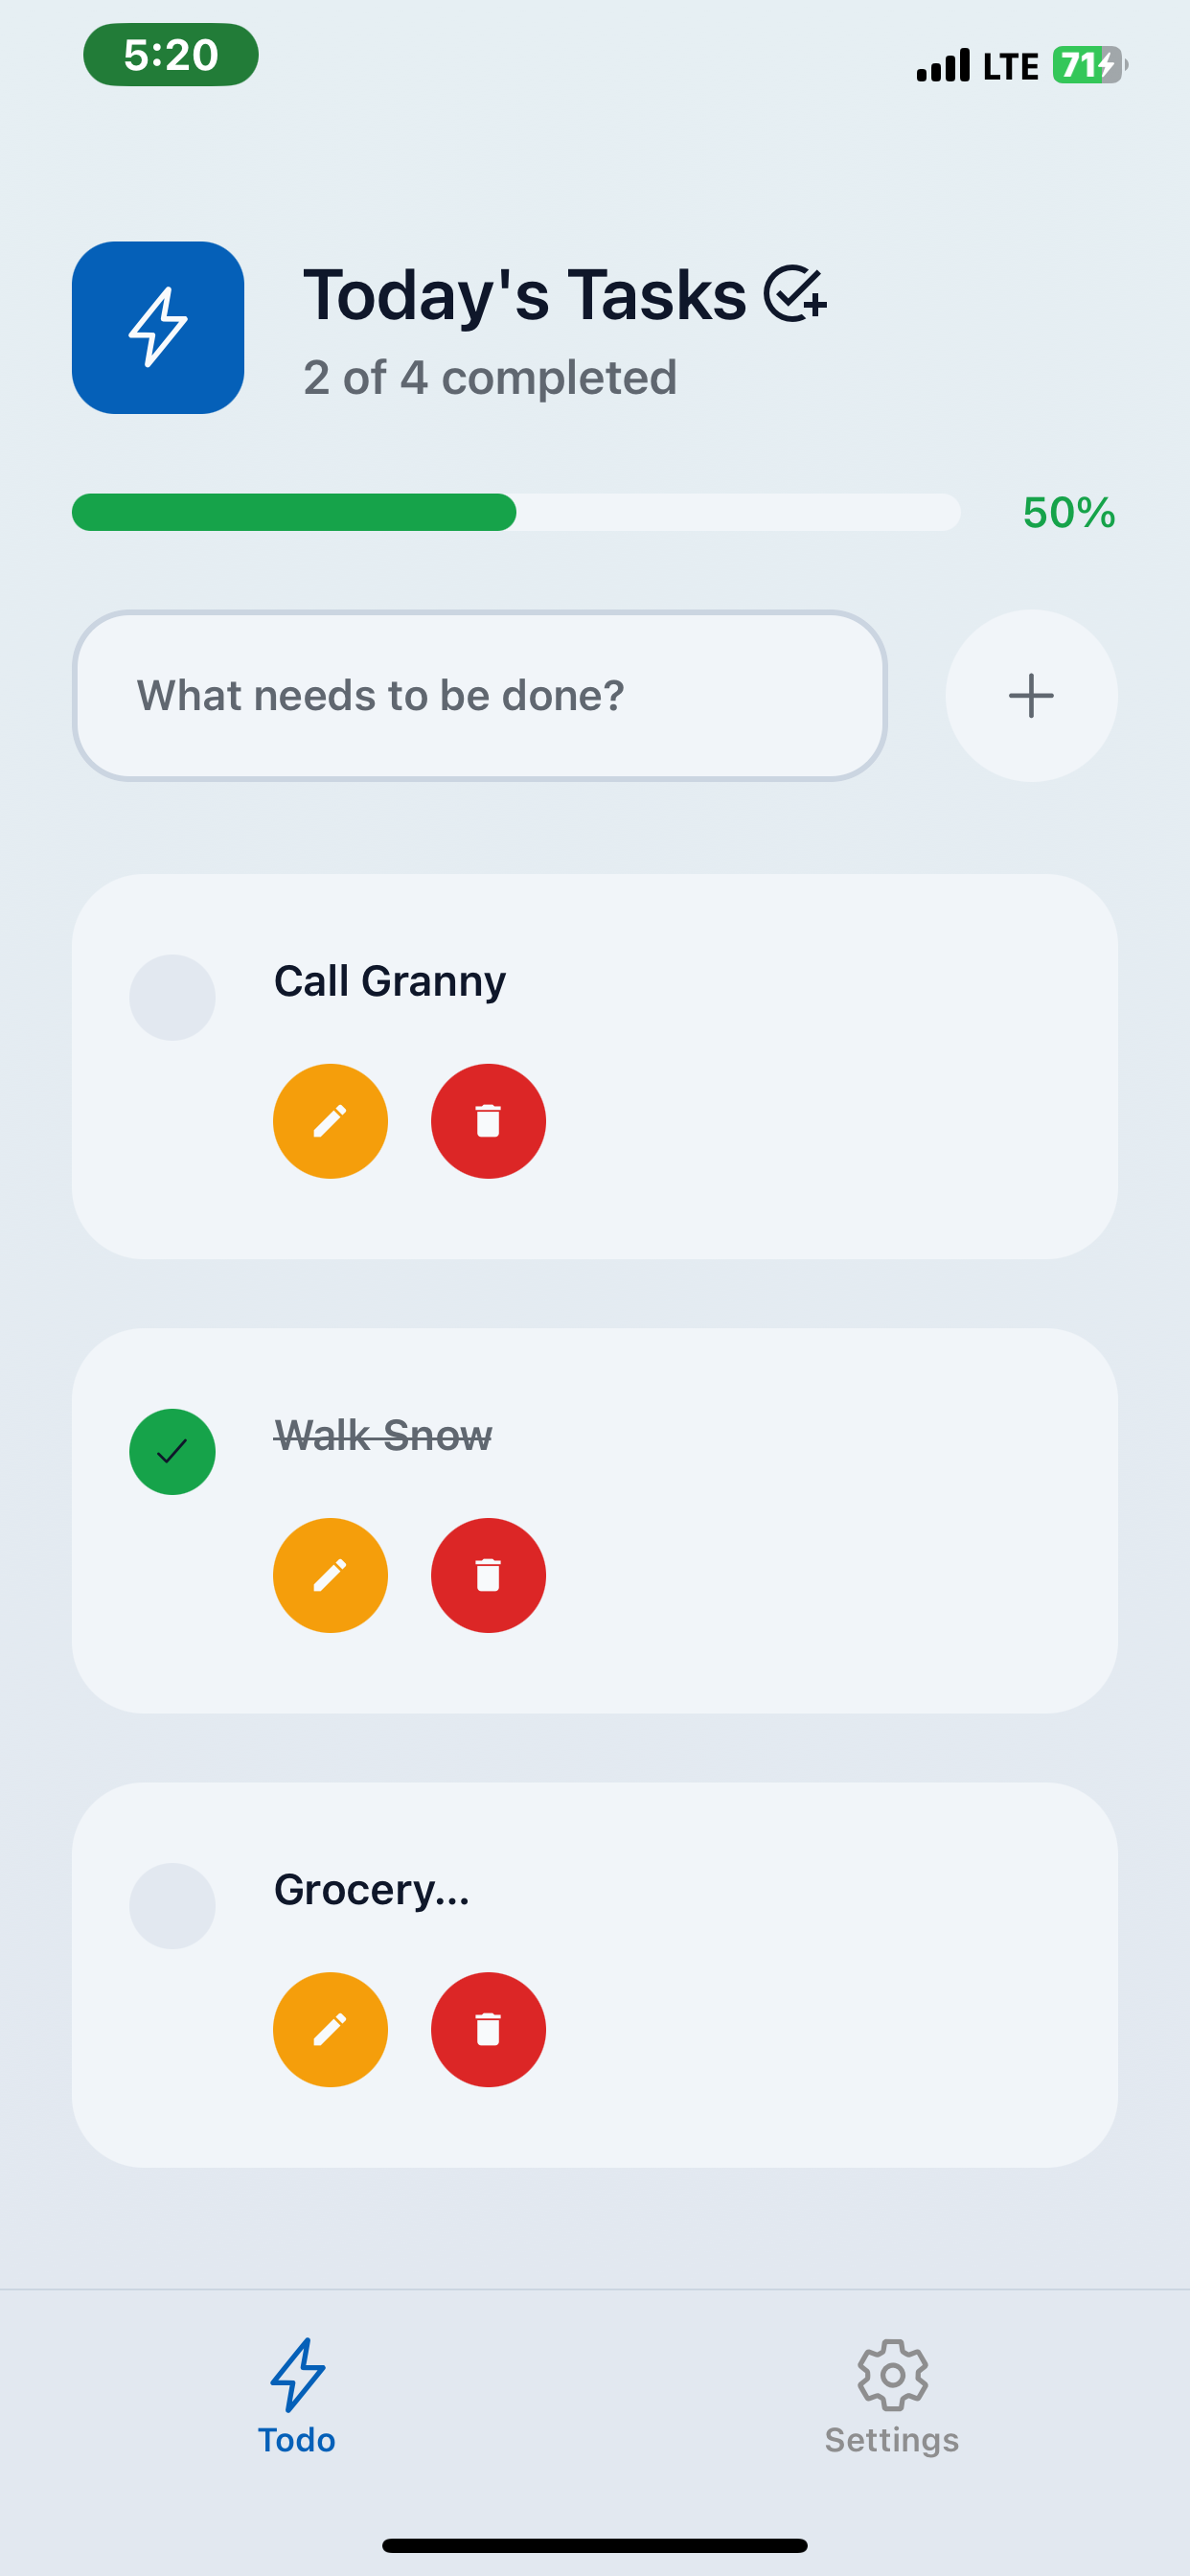 5:20
LTE 71
Today's Tasks
2 of 4 completed
50%
What needs to be done?
Call Granny
Walk Snow
Grocery...
Todo
Settings